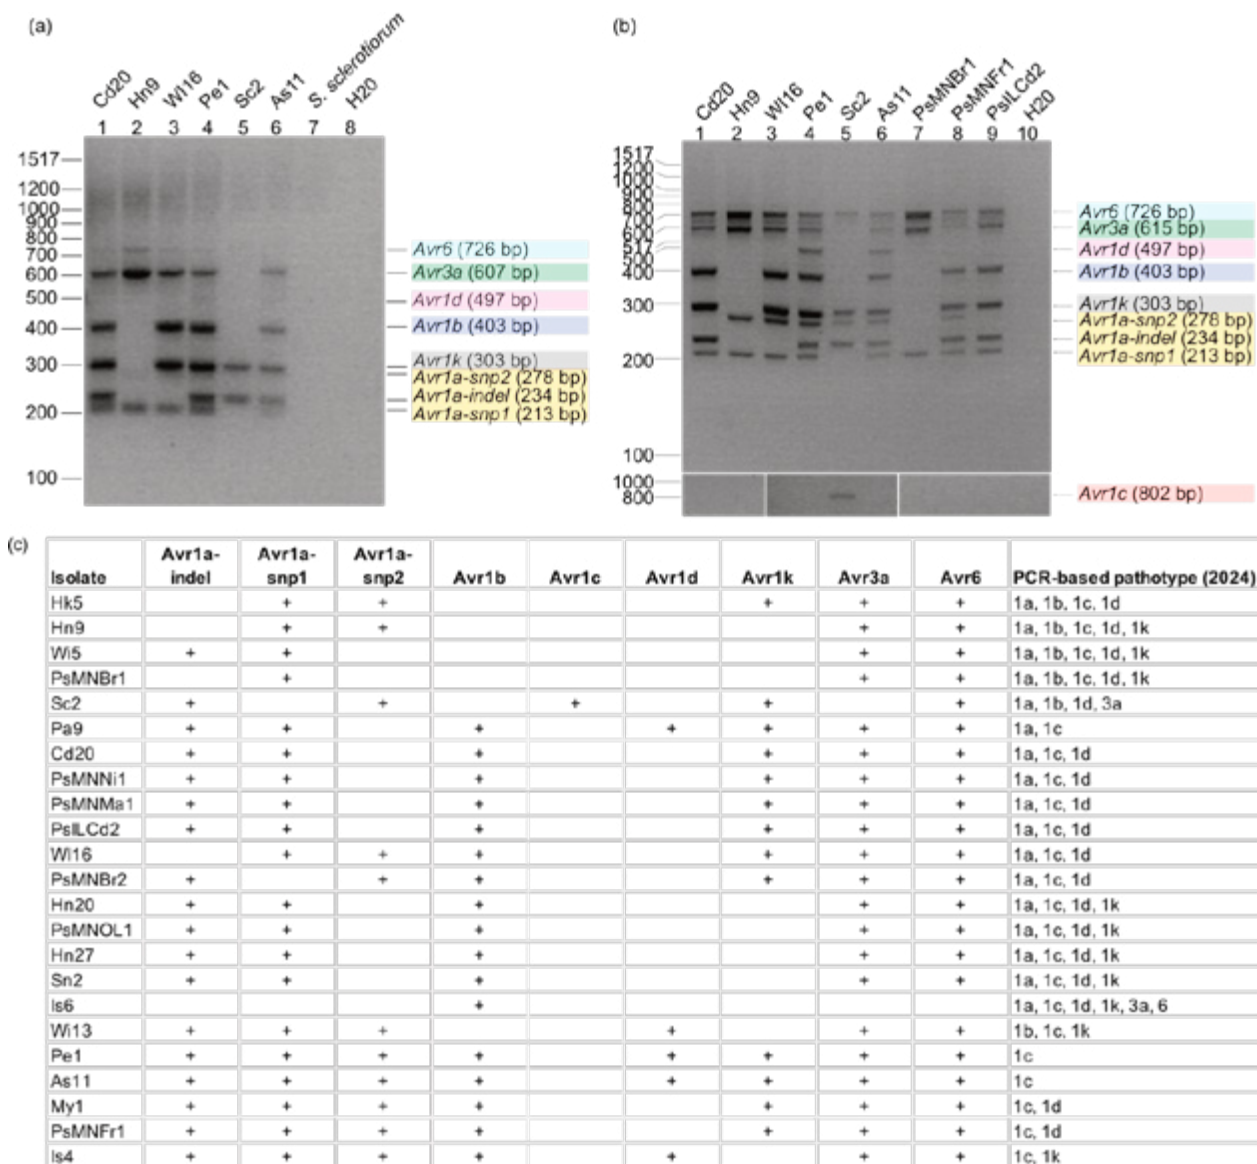 (a)
Cd20 Hn9 WI16 Pe1 Sc2 As11 S. sclerotiorum H20
1 2 3 4 5 6 7 8
1517
1200
1000
900
800
700
600
500
400
300
200
100
Avr6 (726 bp)
Avr3a (607 bp)
Avr1d (497 bp)
Avr1b (403 bp)
Avr1k (303 bp)
Avr1a-snp2 (278 bp)
Avr1a-indel (234 bp)
Avr1a-snp1 (213 bp)
(b)
Cd20 Hn9 WI16 Pe1 Sc2 As11 PsMNBr1 PsMNFr1 PsILCd2 H20
1 2 3 4 5 6 7 8 9 10
1517
1200
1000
900
800
700
600
517
500
400
300
200
100
1000
800
Avr6 (726 bp)
Avr3a (615 bp)
Avr1d (497 bp)
Avr1b (403 bp)
Avr1k (303 bp)
Avr1a-snp2 (278 bp)
Avr1a-indel (234 bp)
Avr1a-snp1 (213 bp)
Avr1c (802 bp)
(c)
Isolate Avr1a-indel Avr1a-snp1 Avr1a-snp2 Avr1b Avr1c Avr1d Avr1k Avr3a Avr6 PCR-based pathotype (2024)
Hk5 + + + + + 1a, 1b, 1c, 1d
Hn9 + + + + 1a, 1b, 1c, 1d, 1k
Wi5 + + + + 1a, 1b, 1c, 1d, 1k
PsMNBr1 + + + 1a, 1b, 1c, 1d, 1k
Sc2 + + + + + 1a, 1b, 1d, 3a
Pa9 + + + + + + + 1a, 1c
Cd20 + + + + + + 1a, 1c, 1d
PsMNNi1 + + + + + + 1a, 1c, 1d
PsMNMa1 + + + + + + 1a, 1c, 1d
PsILCd2 + + + + + + 1a, 1c, 1d
WI16 + + + + + + 1a, 1c, 1d
PsMNBr2 + + + + + + 1a, 1c, 1d
Hn20 + + + + + 1a, 1c, 1d, 1k
PsMNOL1 + + + + + 1a, 1c, 1d, 1k
Hn27 + + + + + 1a, 1c, 1d, 1k
Sn2 + + + + + 1a, 1c, 1d, 1k
Is6 + 1a, 1c, 1d, 1k, 3a, 6
Wi13 + + + + + + 1b, 1c, 1k
Pe1 + + + + + + + + 1c
As11 + + + + + + + + 1c
My1 + + + + + + + 1c, 1d
PsMNFr1 + + + + + + + 1c, 1d
Is4 + + + + + + + 1c, 1k